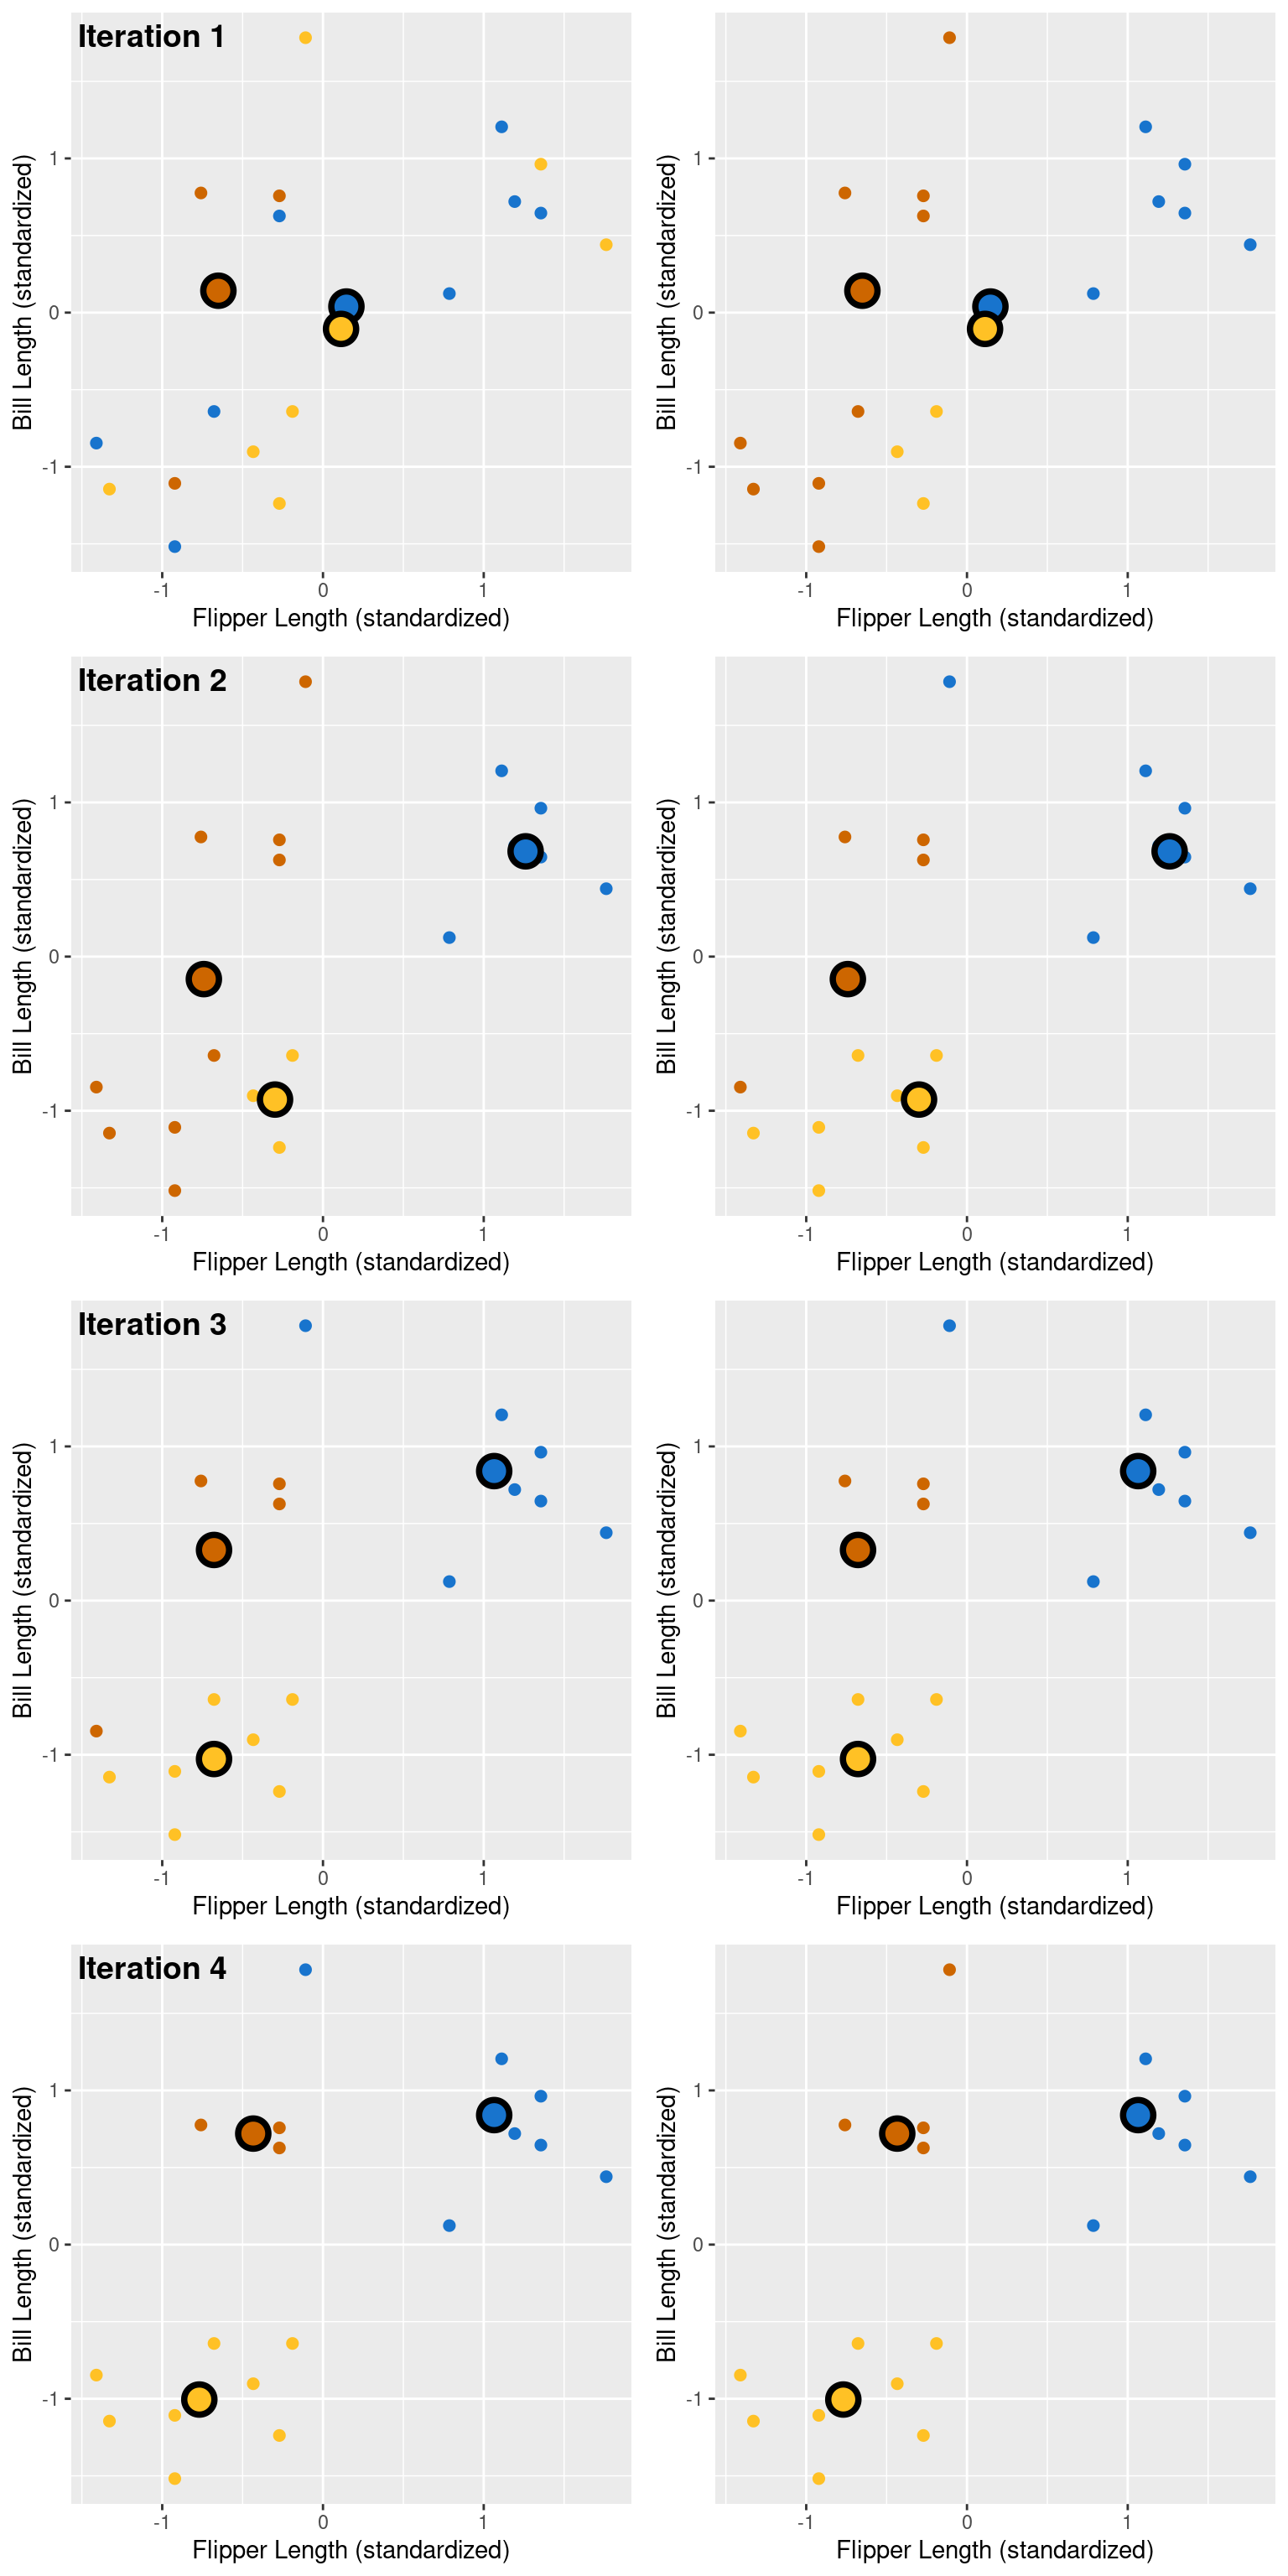 Iteration 1
Bill Length (standardized)
1
0
-1
-1 0 1
Flipper Length (standardized)
Bill Length (standardized)
1
0
-1
-1 0 1
Flipper Length (standardized)
Iteration 2
Bill Length (standardized)
1
0
-1
-1 0 1
Flipper Length (standardized)
Bill Length (standardized)
1
0
-1
-1 0 1
Flipper Length (standardized)
Iteration 3
Bill Length (standardized)
1
0
-1
-1 0 1
Flipper Length (standardized)
Bill Length (standardized)
1
0
-1
-1 0 1
Flipper Length (standardized)
Iteration 4
Bill Length (standardized)
1
0
-1
-1 0 1
Flipper Length (standardized)
Bill Length (standardized)
1
0
-1
-1 0 1
Flipper Length (standardized)